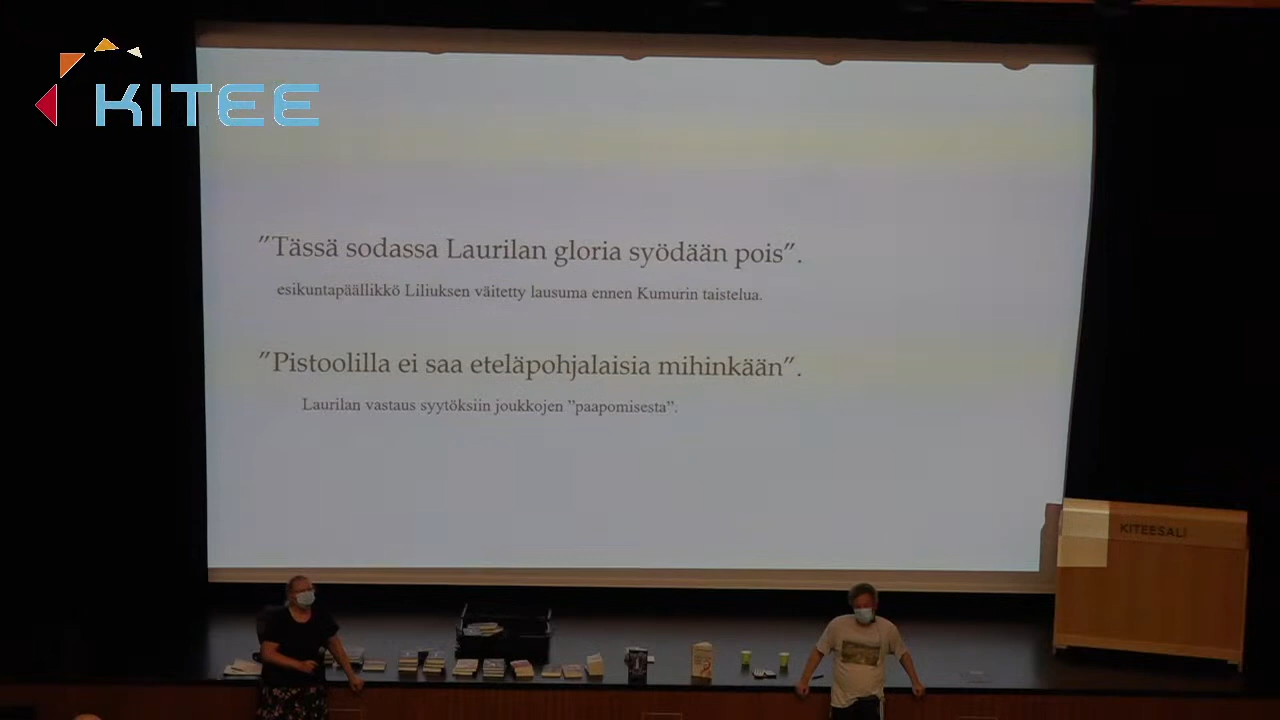 KITEE
”Tässä sodassa Laurilan gloria syödään pois”.
esikuntapäällikkö Liliuksen väitetty lausuma ennen Kumurin taistelua.
”Pistoolilla ei saa eteläpohjalaisia mihinkään”.
Laurilan vastaus syytöksiin joukkojen ”paapomisesta”.
KITEESALI